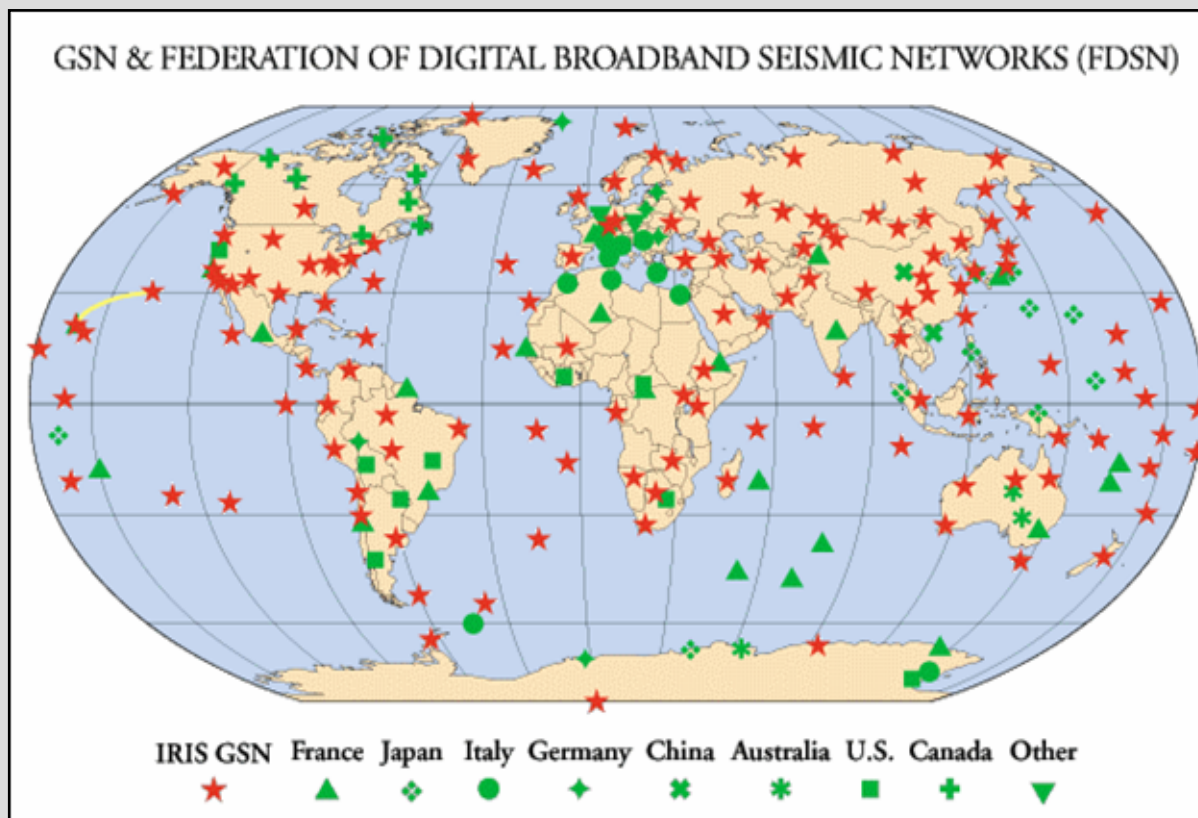 GSN & FEDERATION OF DIGITAL BROADBAND SEISMIC NETWORKS (FDSN)
IRIS GSN France Japan Italy Germany China Australia U.S. Canada Other